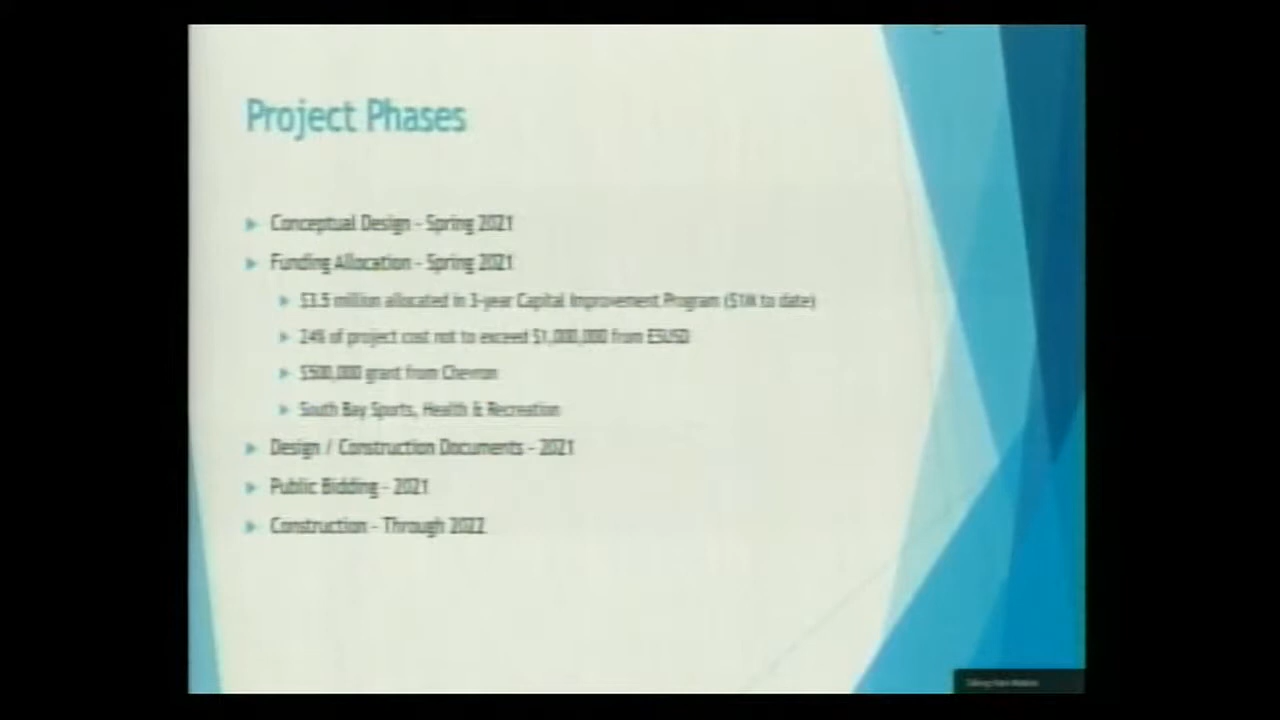 Project Phases
Conceptual Design - Spring 2021
Funding Allocation - Spring 2021
$3.5 million allocated in 3-year Capital Improvement Program ($1M to date)
24% of project cost not to exceed $1,000,000 from ESUSD
$500,000 grant from Chevron
South Bay Sports, Health & Recreation
Design / Construction Documents - 2021
Public Bidding - 2021
Construction - Through 2022